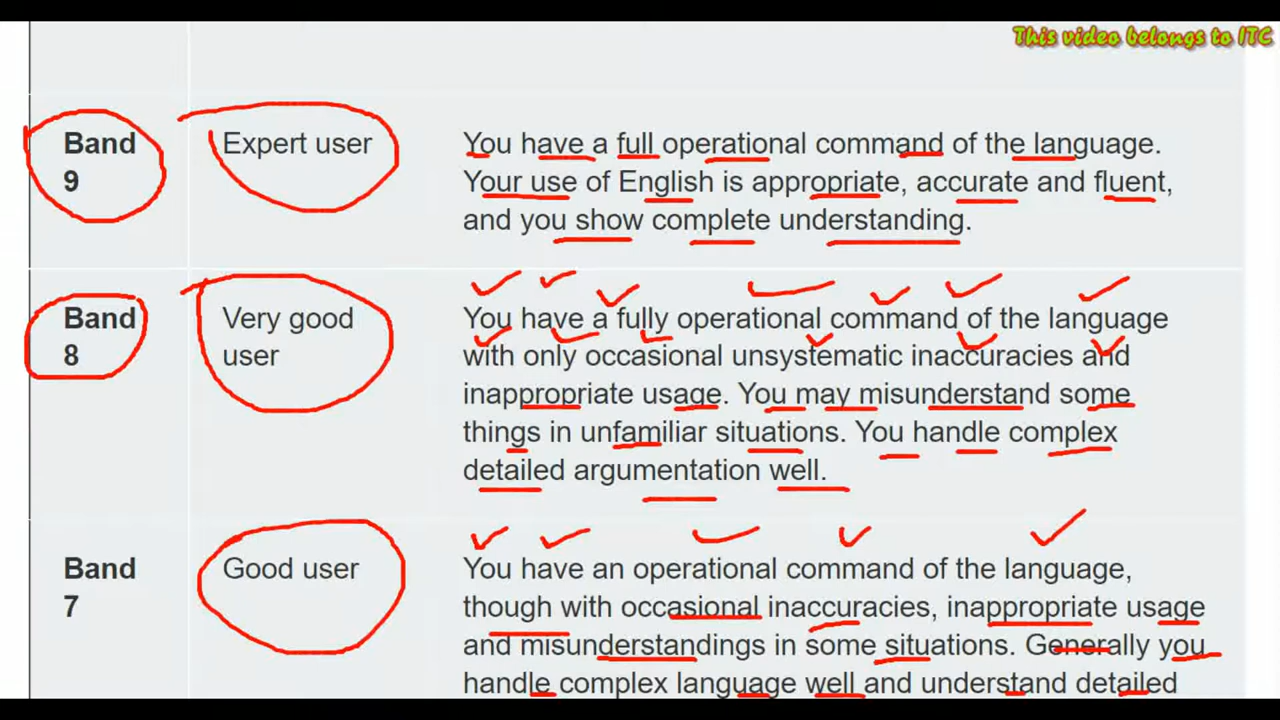 This video belongs to ITC
Band
9
Expert user
You have a full operational command of the language.
Your use of English is appropriate, accurate and fluent,
and you show complete understanding.
Band
8
Very good
user
You have a fully operational command of the language
with only occasional unsystematic inaccuracies and
inappropriate usage. You may misunderstand some
things in unfamiliar situations. You handle complex
detailed argumentation well.
Band
7
Good user
You have an operational command of the language,
though with occasional inaccuracies, inappropriate usage
and misunderstandings in some situations. Generally you
handle complex language well and understand detailed